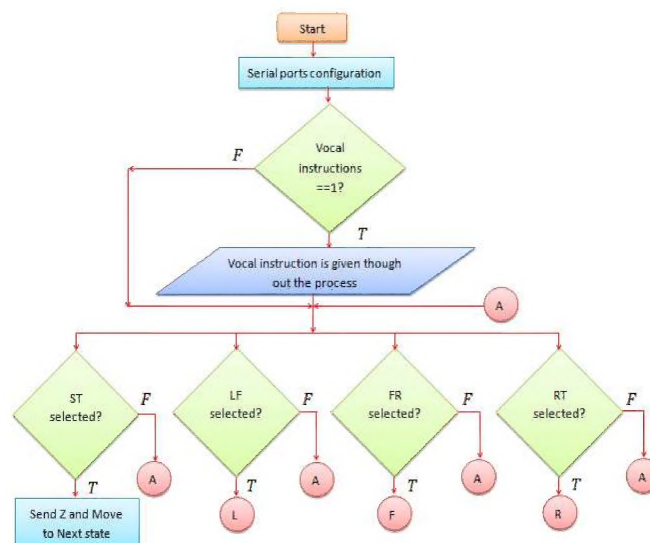 Start
Serial ports configuration
Vocal
instructions
==1?
F
T
Vocal instruction is given though
out the process
A
ST
selected?
F
LF
selected?
F
FR
selected?
F
RT
selected?
F
A
A
A
A
T
T
T
T
Send Z and Move
to Next state
L
F
R